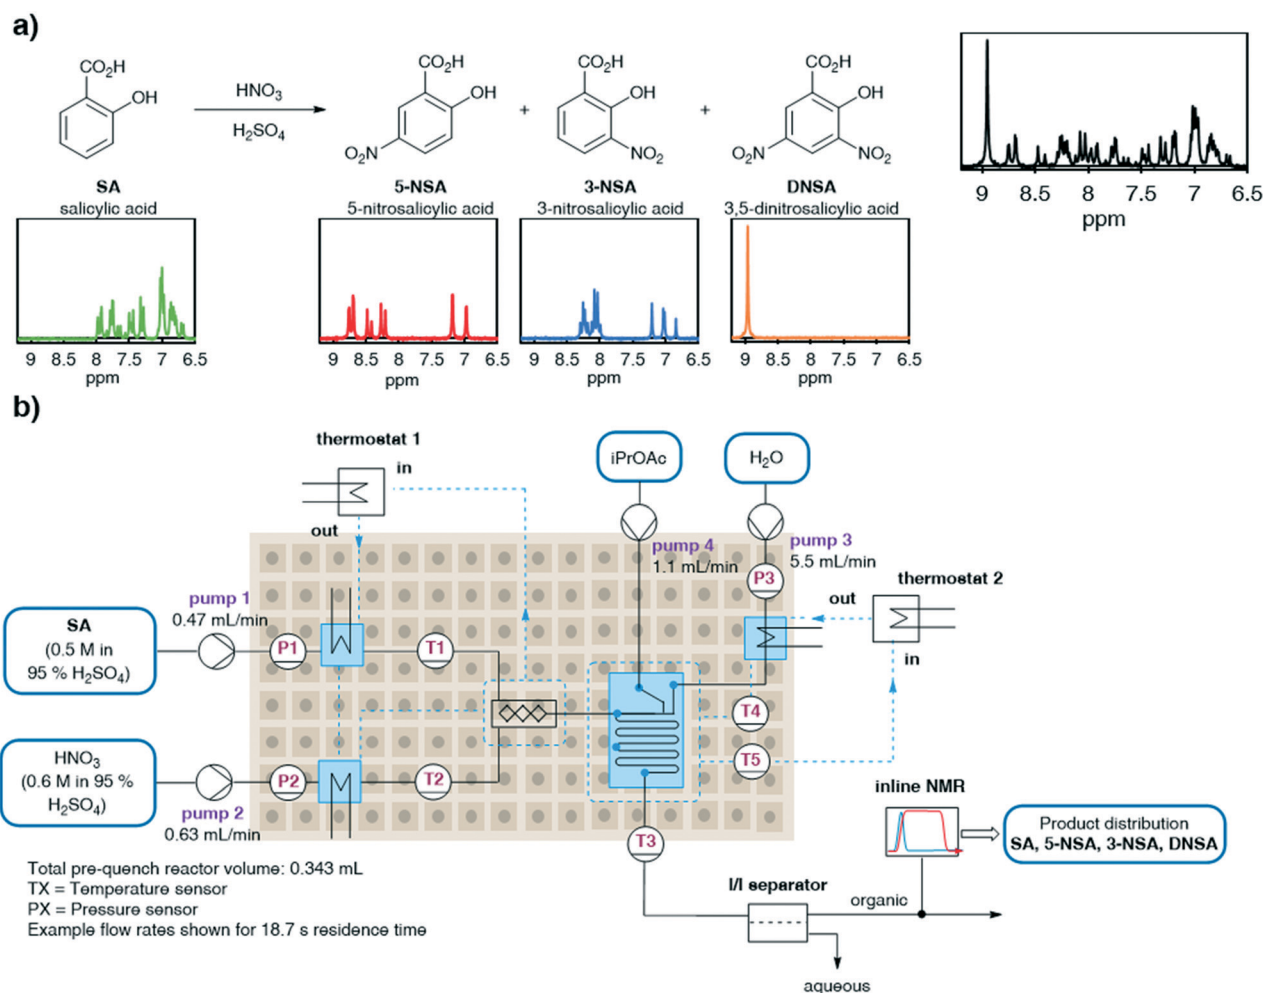 a)
CO₂H
OH
SA
salicylic acid
HNO₃
H₂SO₄
CO₂H
OH
O₂N
5-NSA
5-nitrosalicylic acid
+
CO₂H
OH
NO₂
3-NSA
3-nitrosalicylic acid
+
CO₂H
OH
O₂N
NO₂
DNSA
3,5-dinitrosalicylic acid
9 8.5 8 7.5 7 6.5
ppm
9 8.5 8 7.5 7 6.5
ppm
9 8.5 8 7.5 7 6.5
ppm
9 8.5 8 7.5 7 6.5
ppm
9 8.5 8 7.5 7 6.5
ppm
b)
thermostat 1
in
out
iPrOAc
H₂O
pump 4
1.1 mL/min
pump 3
5.5 mL/min
P3
thermostat 2
out
in
pump 1
0.47 mL/min
SA
(0.5 M in
95 % H₂SO₄)
P1
T1
T4
T5
HNO₃
(0.6 M in 95 %
H₂SO₄)
P2
T2
pump 2
0.63 mL/min
T3
inline NMR
Product distribution
SA, 5-NSA, 3-NSA, DNSA
l/l separator
organic
aqueous
Total pre-quench reactor volume: 0.343 mL
TX = Temperature sensor
PX = Pressure sensor
Example flow rates shown for 18.7 s residence time